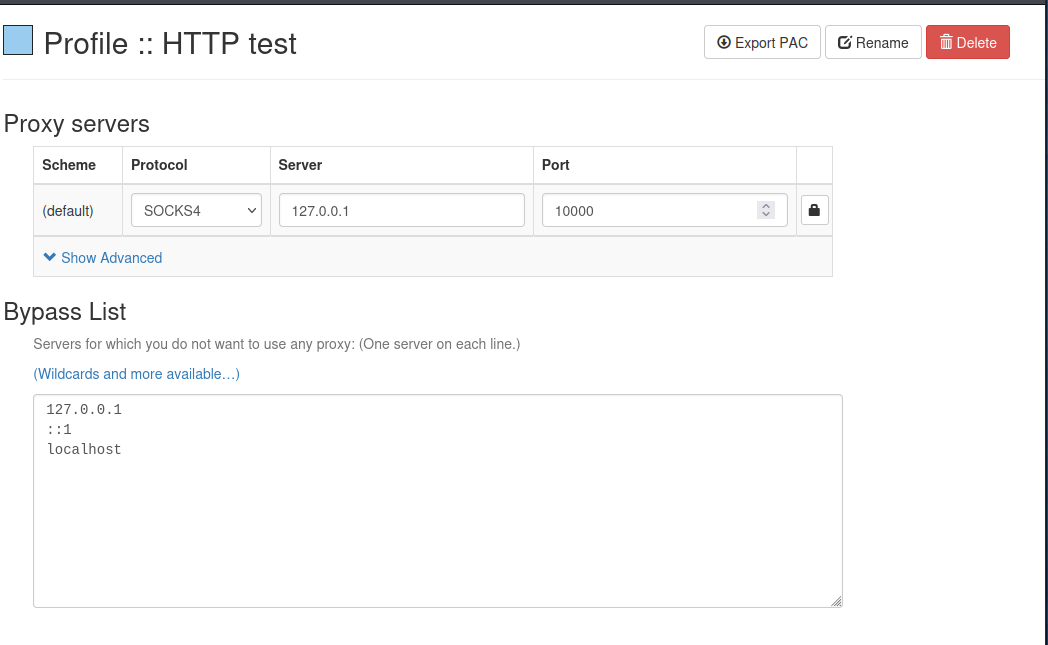 Profile :: HTTP test
Export PAC
Rename
Delete
Proxy servers
Scheme Protocol Server Port
(default) SOCKS4 127.0.0.1 10000
Show Advanced
Bypass List
Servers for which you do not want to use any proxy: (One server on each line.)
(Wildcards and more available…)
127.0.0.1
::1
localhost